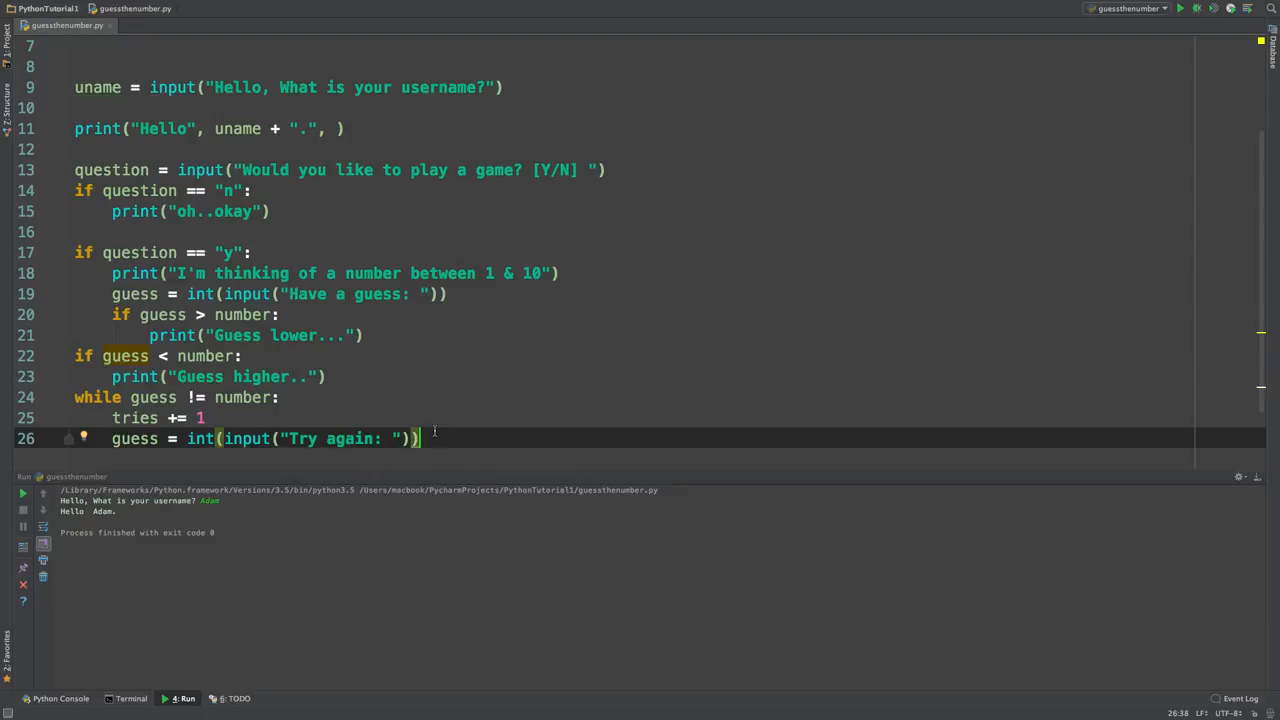 PythonTutorial1 guessthenumber.py guessthenumber
guessthenumber.py
1: Project
Z: Structure
Database
7
8
9 uname = input("Hello, What is your username?")
10
11 print("Hello", uname + ".", )
12
13 question = input("Would you like to play a game? [Y/N] ")
14 if question == "n":
15 print("oh..okay")
16
17 if question == "y":
18 print("I'm thinking of a number between 1 & 10")
19 guess = int(input("Have a guess: "))
20 if guess > number:
21 print("Guess lower...")
22 if guess < number:
23 print("Guess higher..")
24 while guess != number:
25 tries += 1
26 guess = int(input("Try again: "))
Run guessthenumber
/Library/Frameworks/Python.framework/Versions/3.5/bin/python3.5 /Users/macbook/PycharmProjects/PythonTutorial1/guessthenumber.py
Hello, What is your username? Adam
Hello  Adam.
Process finished with exit code 0
2: Favorites
Python Console Terminal 4: Run 6: TODO Event Log
26:38 LF÷ UTF-8÷